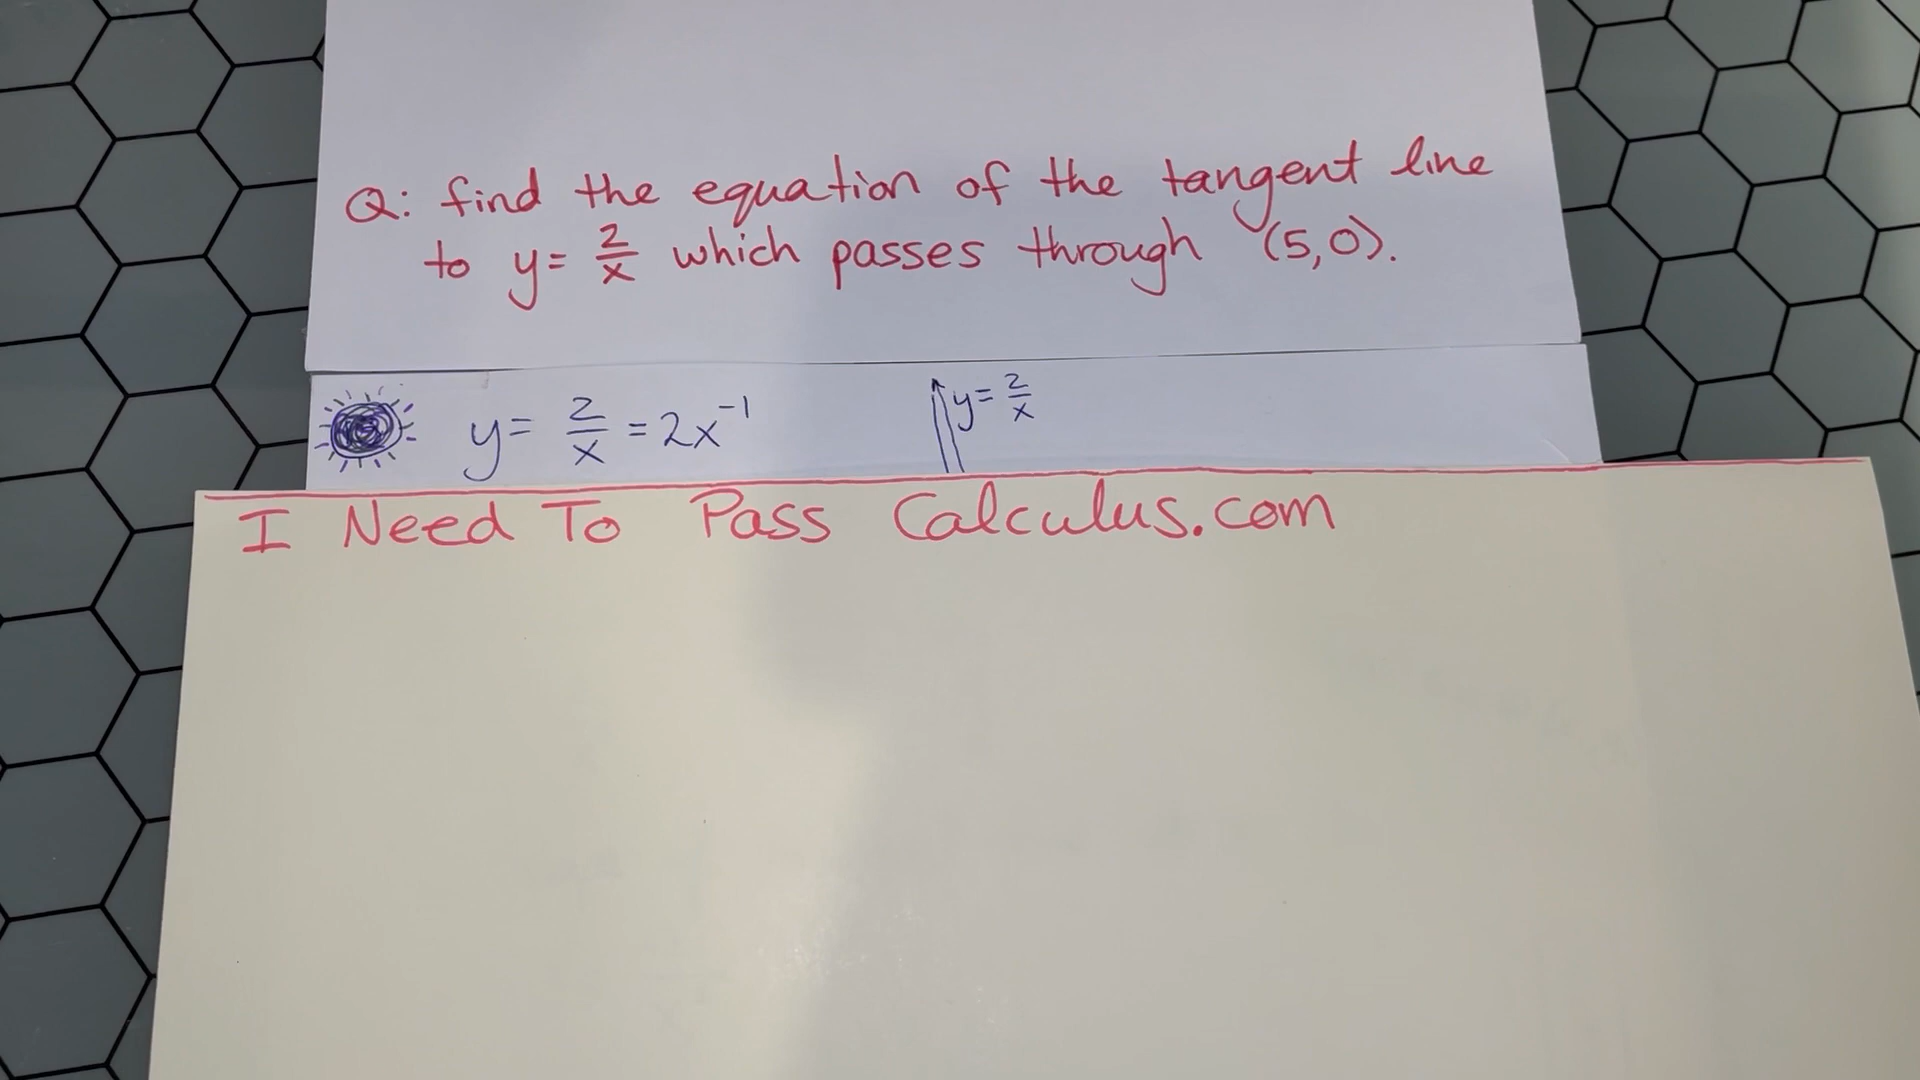 Q: find the equation of the tangent line
to y = 2/x which passes through (5,0).
y = 2/x = 2x⁻¹
y = 2/x
I Need To Pass Calculus.com